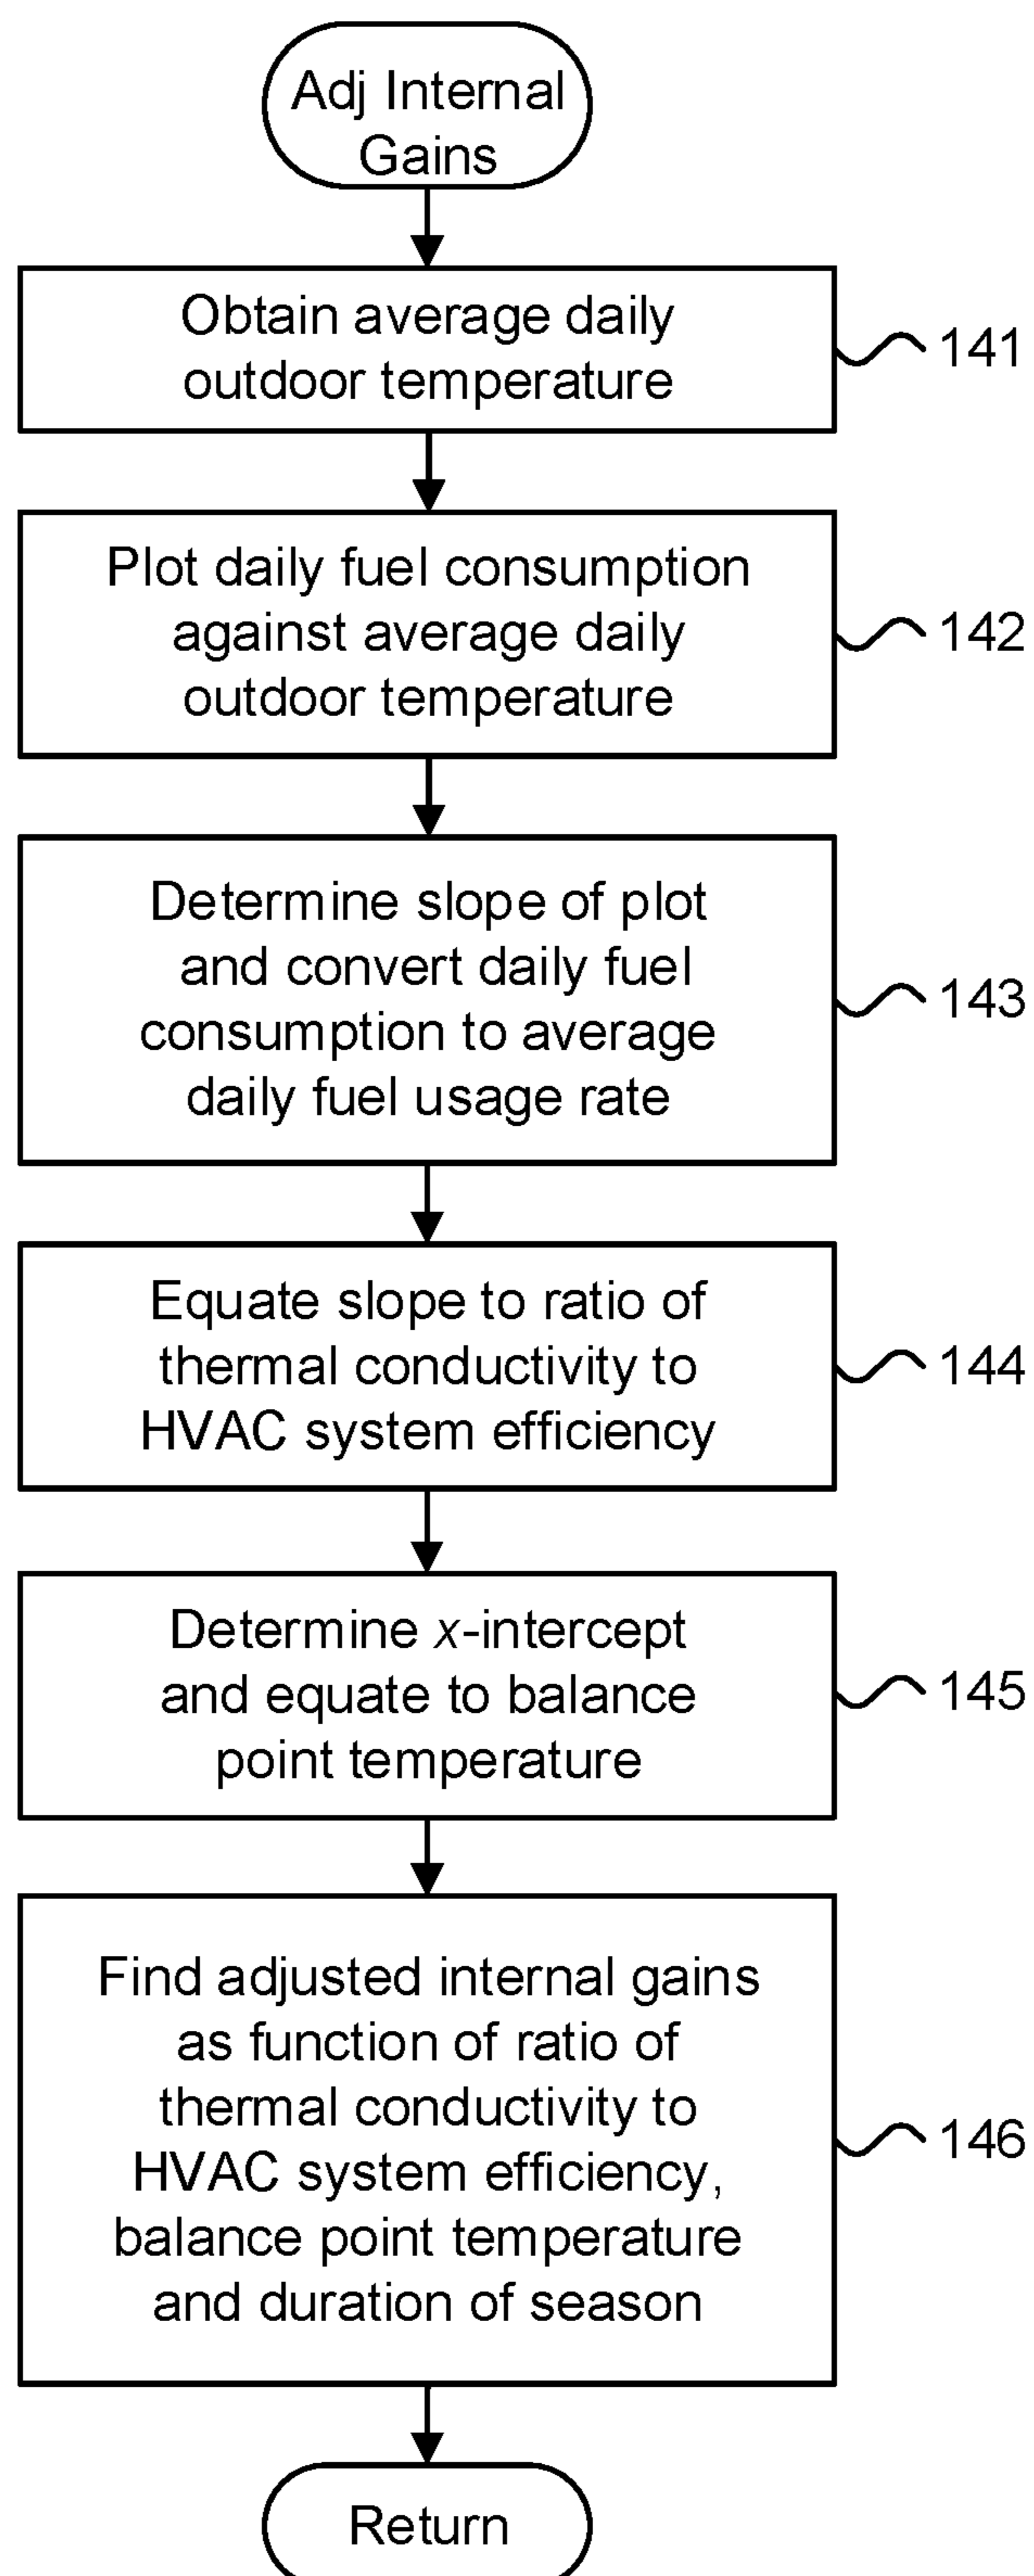 Adj Internal
Gains
Obtain average daily
outdoor temperature
141
Plot daily fuel consumption
against average daily
outdoor temperature
142
Determine slope of plot
and convert daily fuel
consumption to average
daily fuel usage rate
143
Equate slope to ratio of
thermal conductivity to
HVAC system efficiency
144
Determine x-intercept
and equate to balance
point temperature
145
Find adjusted internal gains
as function of ratio of
thermal conductivity to
HVAC system efficiency,
balance point temperature
and duration of season
146
Return